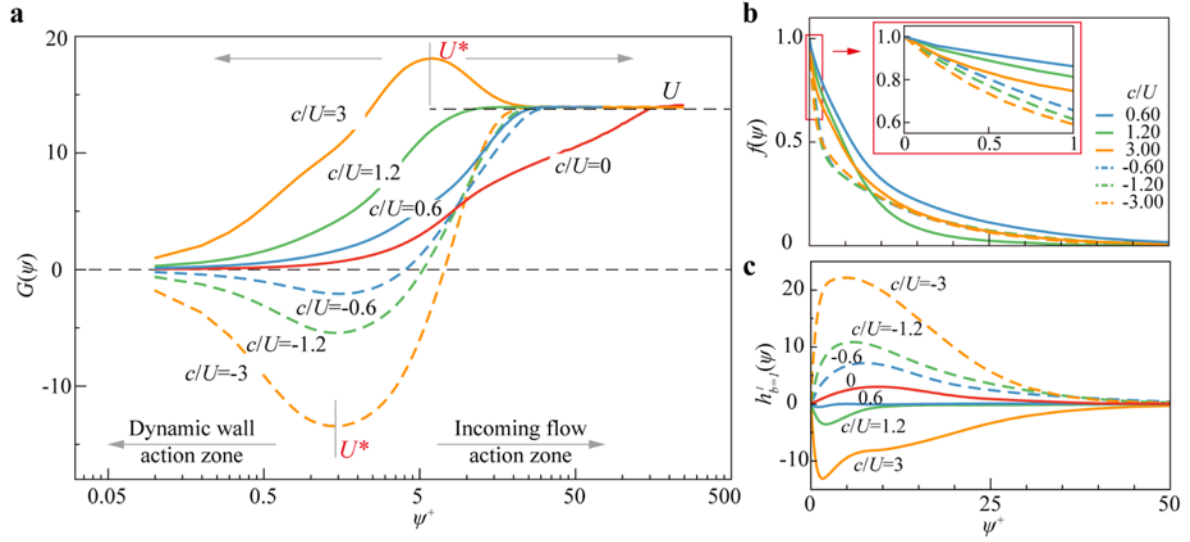 a
20
10
0
-10
G(ψ)
U*
U
c/U=3
c/U=1.2
c/U=0.6
c/U=0
c/U=-0.6
c/U=-1.2
c/U=-3
U*
Dynamic wall
action zone
Incoming flow
action zone
0.05
0.5
5
50
500
ψ⁺
b
1.0
0.5
0
f(ψ)
1.0
0.8
0.6
0
0.5
1
c/U
0.60
1.20
3.00
-0.60
-1.20
-3.00
0
25
50
c
20
10
0
-10
c/U=-3
c/U=-1.2
-0.6
0
0.6
c/U=1.2
c/U=3
0
25
50
ψ⁺